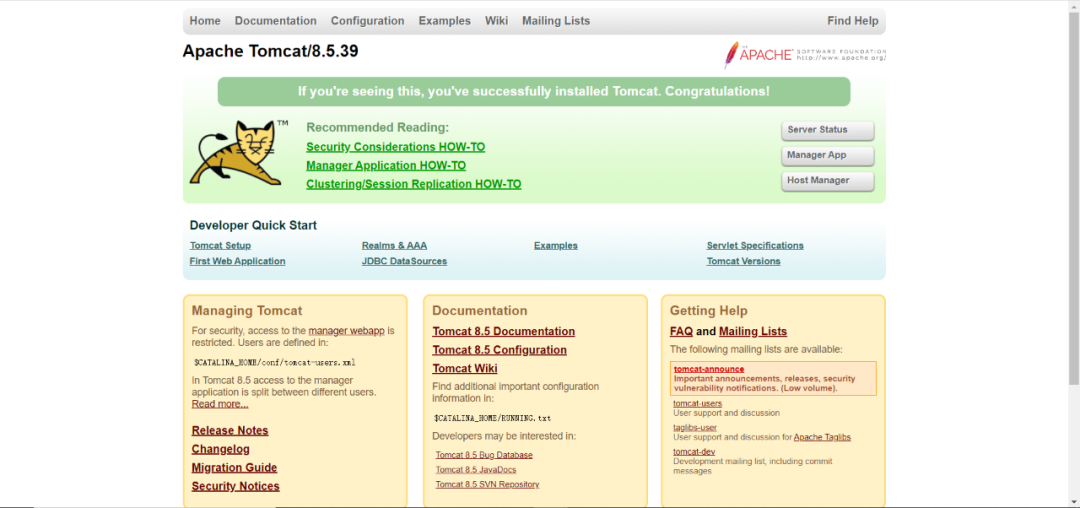 Home Documentation Configuration Examples Wiki Mailing Lists Find Help
Apache Tomcat/8.5.39
THE
APACHE
SOFTWARE FOUNDATION
http://www.apache.org/
If you're seeing this, you've successfully installed Tomcat. Congratulations!
TM
Recommended Reading:
Security Considerations HOW-TO
Manager Application HOW-TO
Clustering/Session Replication HOW-TO
Server Status
Manager App
Host Manager
Developer Quick Start
Tomcat Setup
First Web Application
Realms & AAA
JDBC DataSources
Examples
Servlet Specifications
Tomcat Versions
Managing Tomcat
For security, access to the manager webapp is
restricted. Users are defined in:
$CATALINA_HOME/conf/tomcat-users.xml
In Tomcat 8.5 access to the manager
application is split between different users.
Read more...
Release Notes
Changelog
Migration Guide
Security Notices
Documentation
Tomcat 8.5 Documentation
Tomcat 8.5 Configuration
Tomcat Wiki
Find additional important configuration
information in:
$CATALINA_HOME/RUNNING.txt
Developers may be interested in:
Tomcat 8.5 Bug Database
Tomcat 8.5 JavaDocs
Tomcat 8.5 SVN Repository
Getting Help
FAQ and Mailing Lists
The following mailing lists are available:
tomcat-announce
Important announcements, releases, security
vulnerability notifications. (Low volume).
tomcat-users
User support and discussion
taglibs-user
User support and discussion for Apache Taglibs
tomcat-dev
Development mailing list, including commit
messages